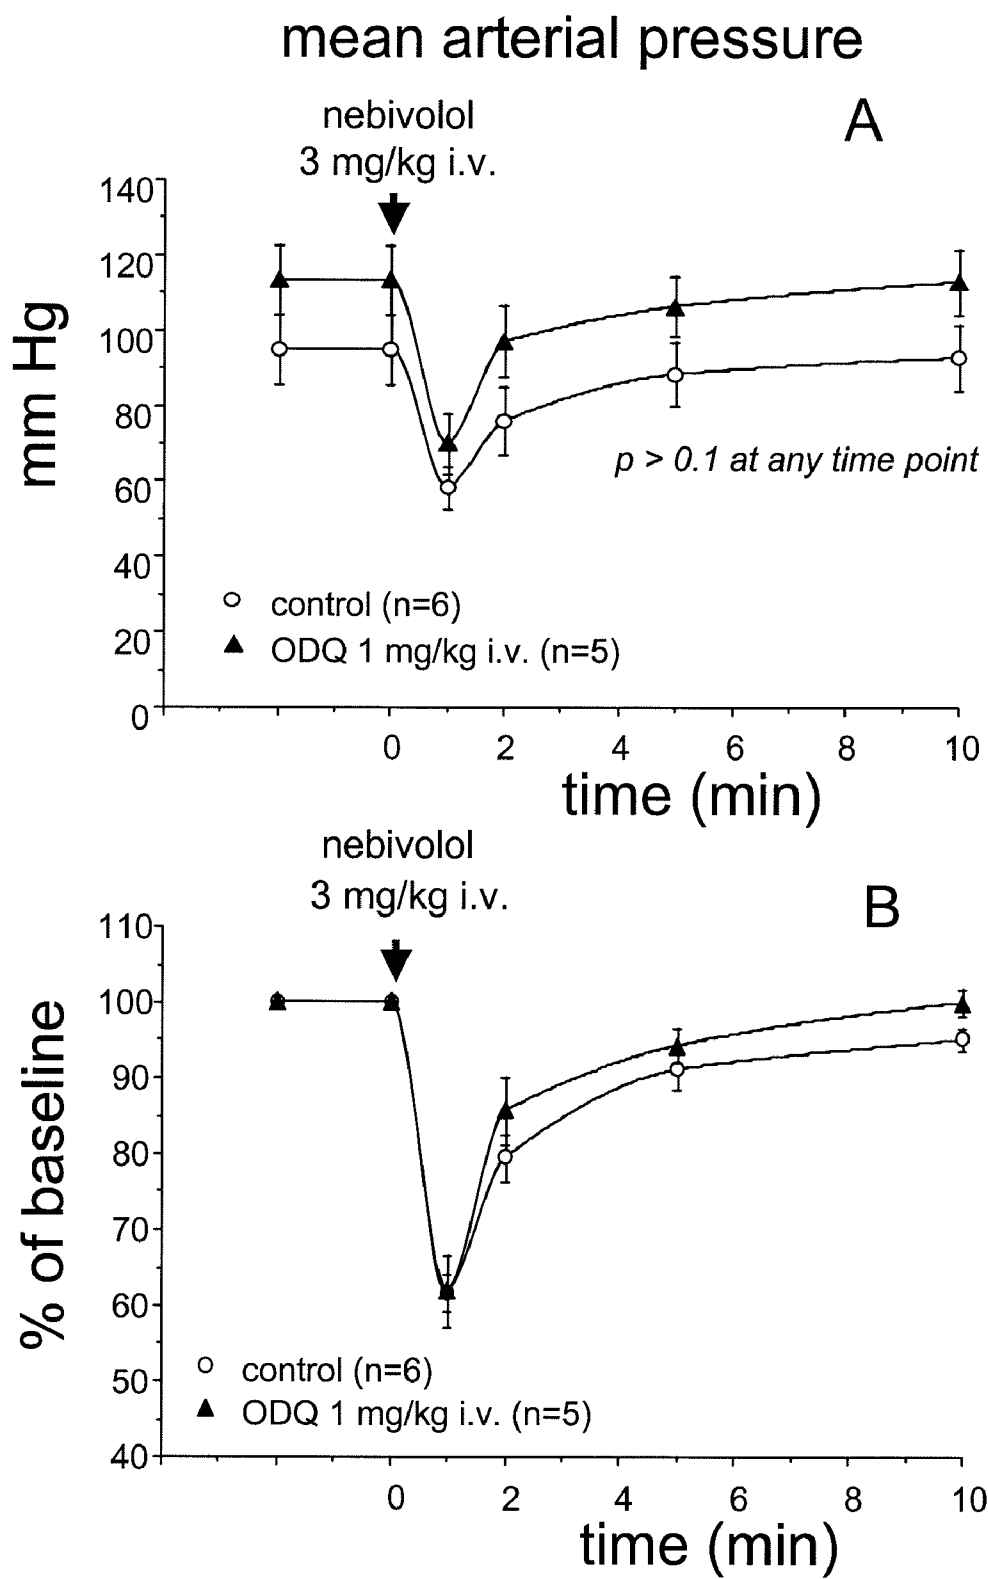 mean arterial pressure
nebivolol
3 mg/kg i.v.
A
140
120
100
80
60
40
20
0
mm Hg
p > 0.1 at any time point
control (n=6)
ODQ 1 mg/kg i.v. (n=5)
0 2 4 6 8 10
time (min)
nebivolol
3 mg/kg i.v.
B
110
100
90
80
70
60
50
40
% of baseline
control (n=6)
ODQ 1 mg/kg i.v. (n=5)
0 2 4 6 8 10
time (min)